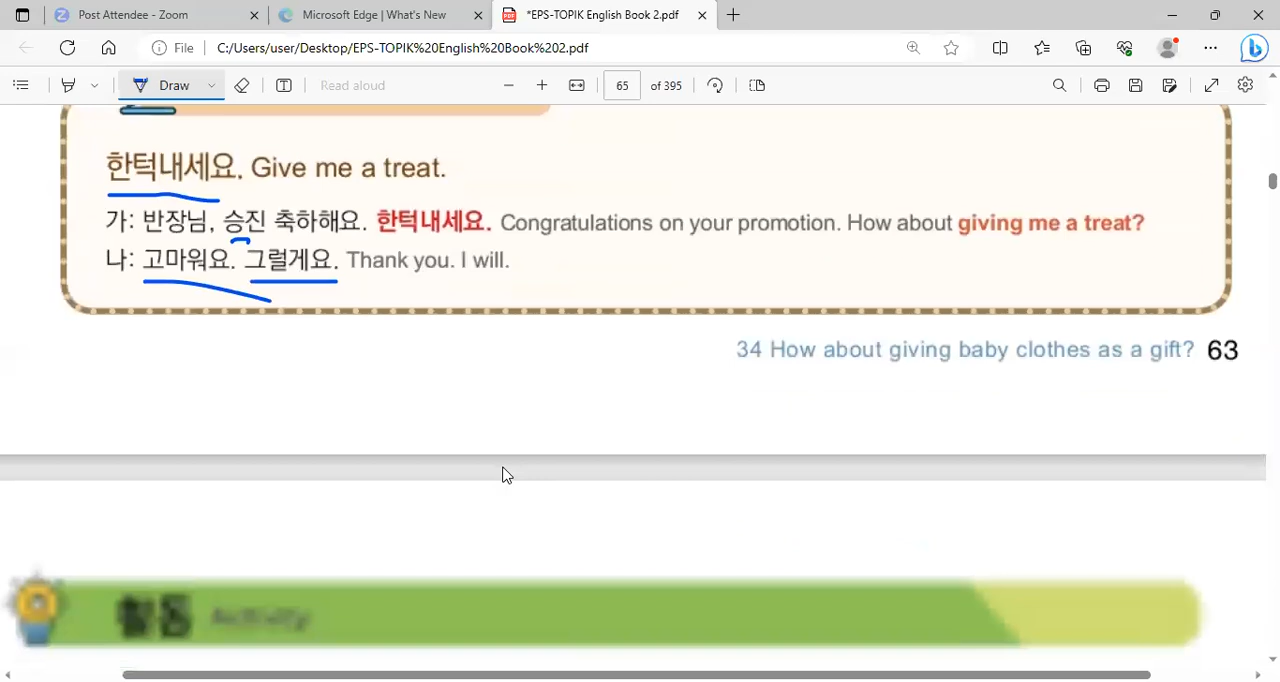 Post Attendee - Zoom
Microsoft Edge | What's New
*EPS-TOPIK English Book 2.pdf
File C:/Users/user/Desktop/EPS-TOPIK%20English%20Book%202.pdf
Draw Read aloud 65 of 395
한턱내세요. Give me a treat.
가: 반장님, 승진 축하해요. 한턱내세요. Congratulations on your promotion. How about giving me a treat?
나: 고마워요. 그럴게요. Thank you. I will.
34 How about giving baby clothes as a gift? 63
활동 Activity